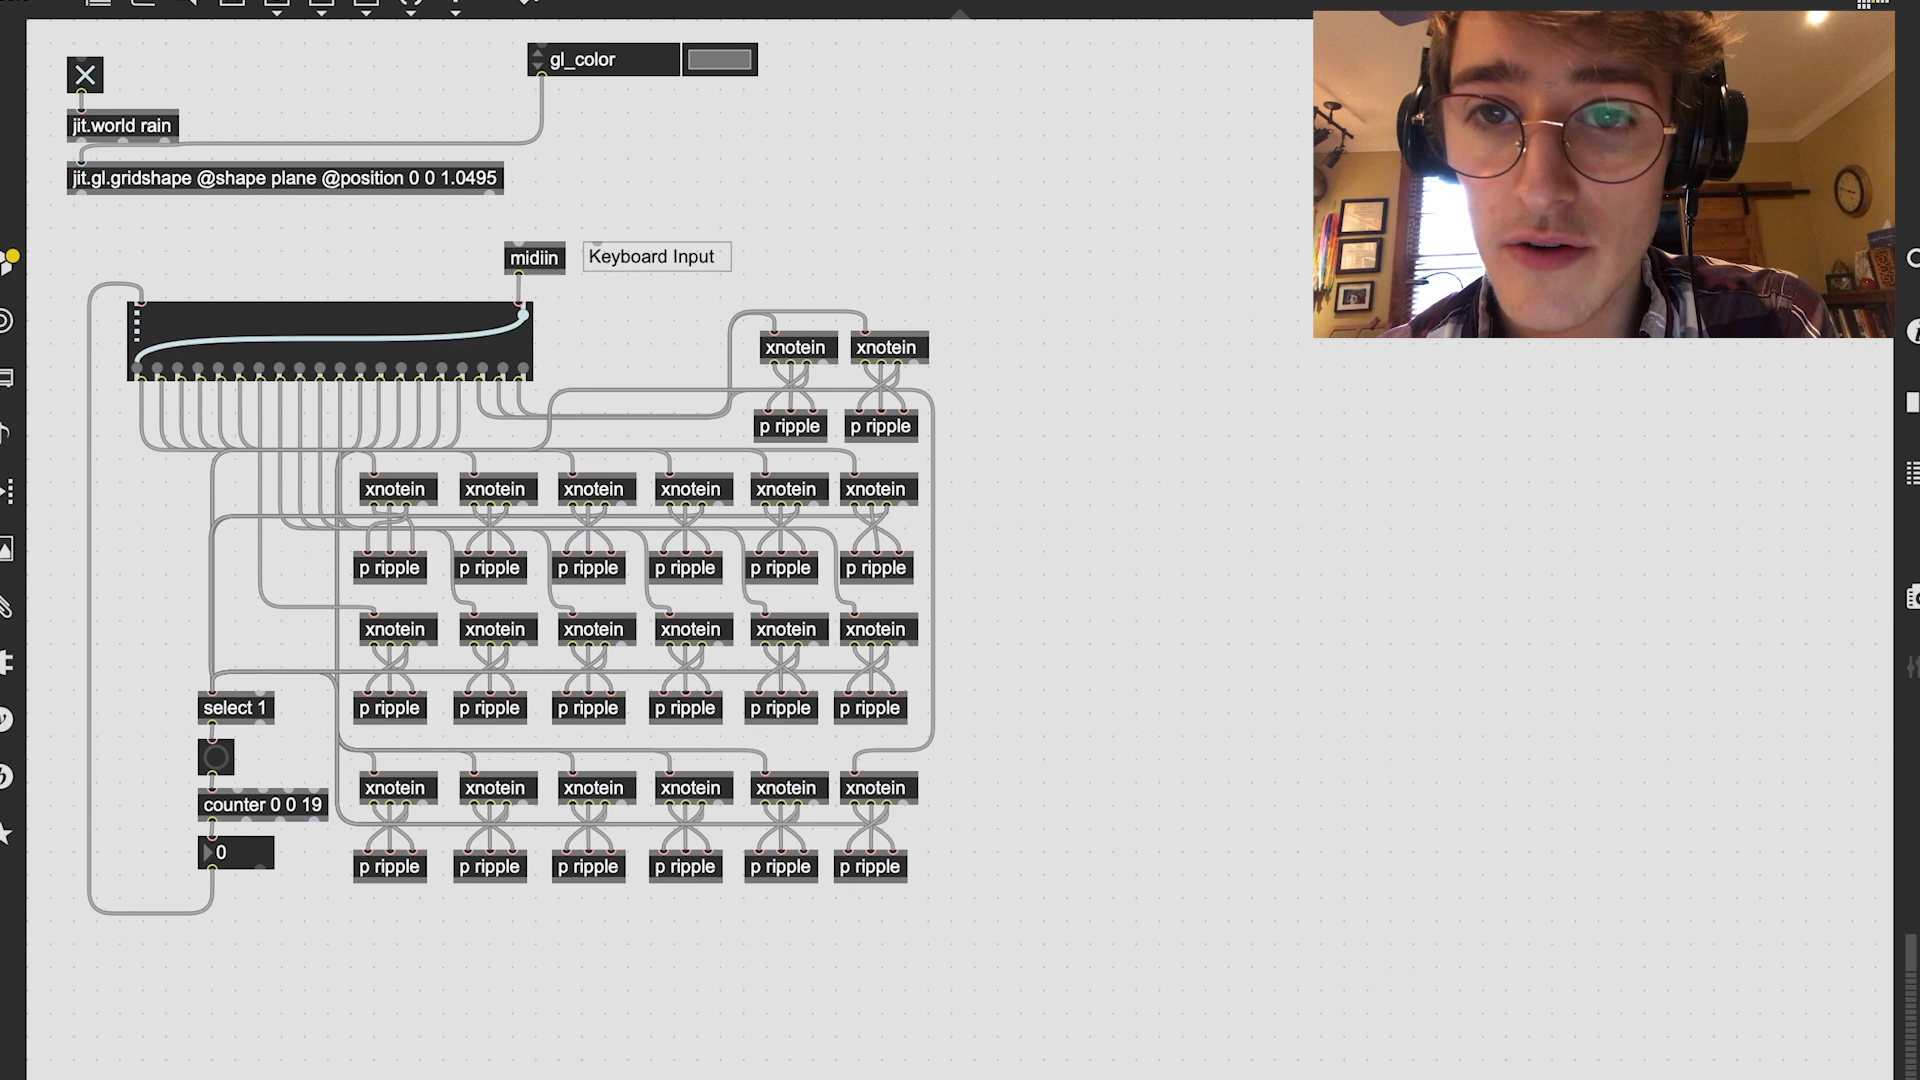 gl_color
jit.world rain
jit.gl.gridshape @shape plane @position 0 0 1.0495
midiin Keyboard Input
xnotein xnotein
p ripple p ripple
xnotein xnotein xnotein xnotein xnotein xnotein
p ripple p ripple p ripple p ripple p ripple p ripple
xnotein xnotein xnotein xnotein xnotein xnotein
select 1 p ripple p ripple p ripple p ripple p ripple p ripple
xnotein xnotein xnotein xnotein xnotein xnotein
counter 0 0 19
0 p ripple p ripple p ripple p ripple p ripple p ripple